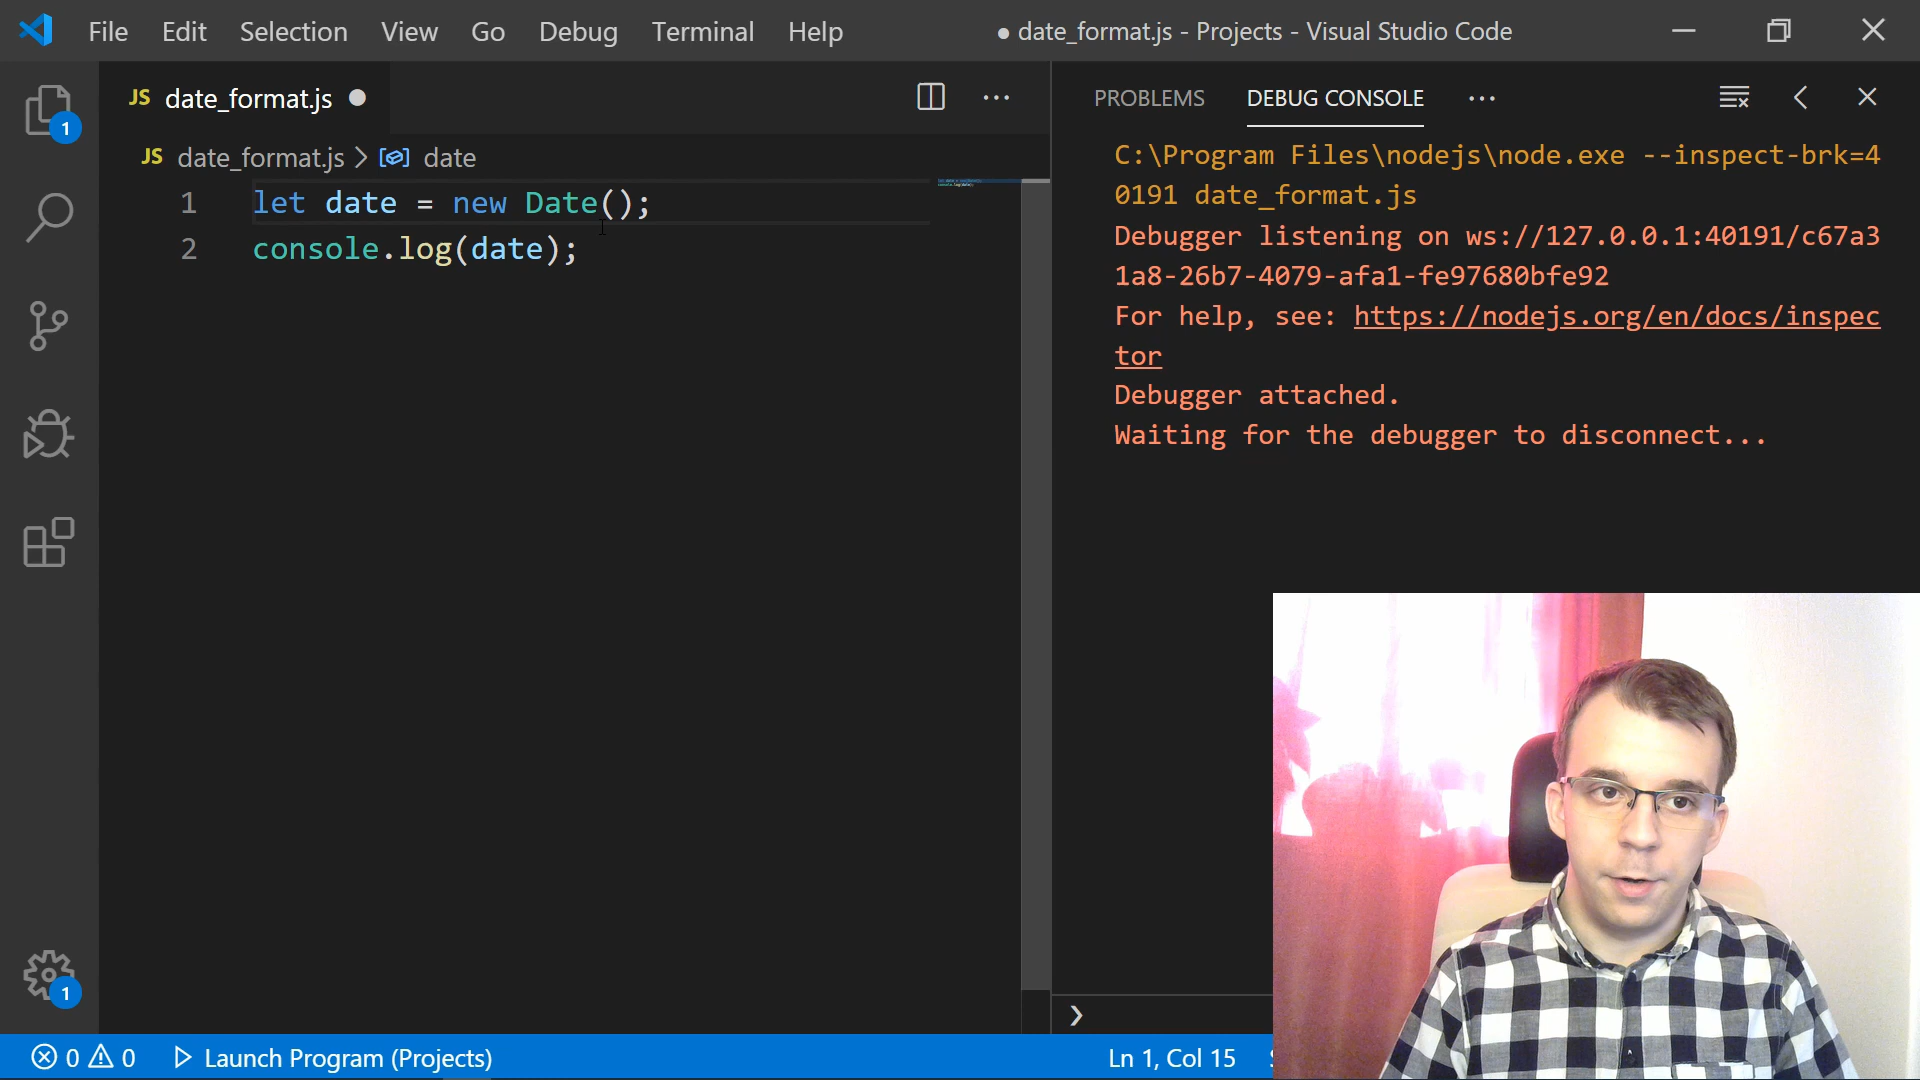 File Edit Selection View Go Debug Terminal Help ● date_format.js - Projects - Visual Studio Code
JS date_format.js ● PROBLEMS DEBUG CONSOLE ...
JS date_format.js > date
1 let date = new Date();
2 console.log(date);
C:\Program Files\nodejs\node.exe --inspect-brk=4
0191 date_format.js
Debugger listening on ws://127.0.0.1:40191/c67a3
1a8-26b7-4079-afa1-fe97680bfe92
For help, see: https://nodejs.org/en/docs/inspec
tor
Debugger attached.
Waiting for the debugger to disconnect...
1
1
❯
0 0 Launch Program (Projects) Ln 1, Col 15